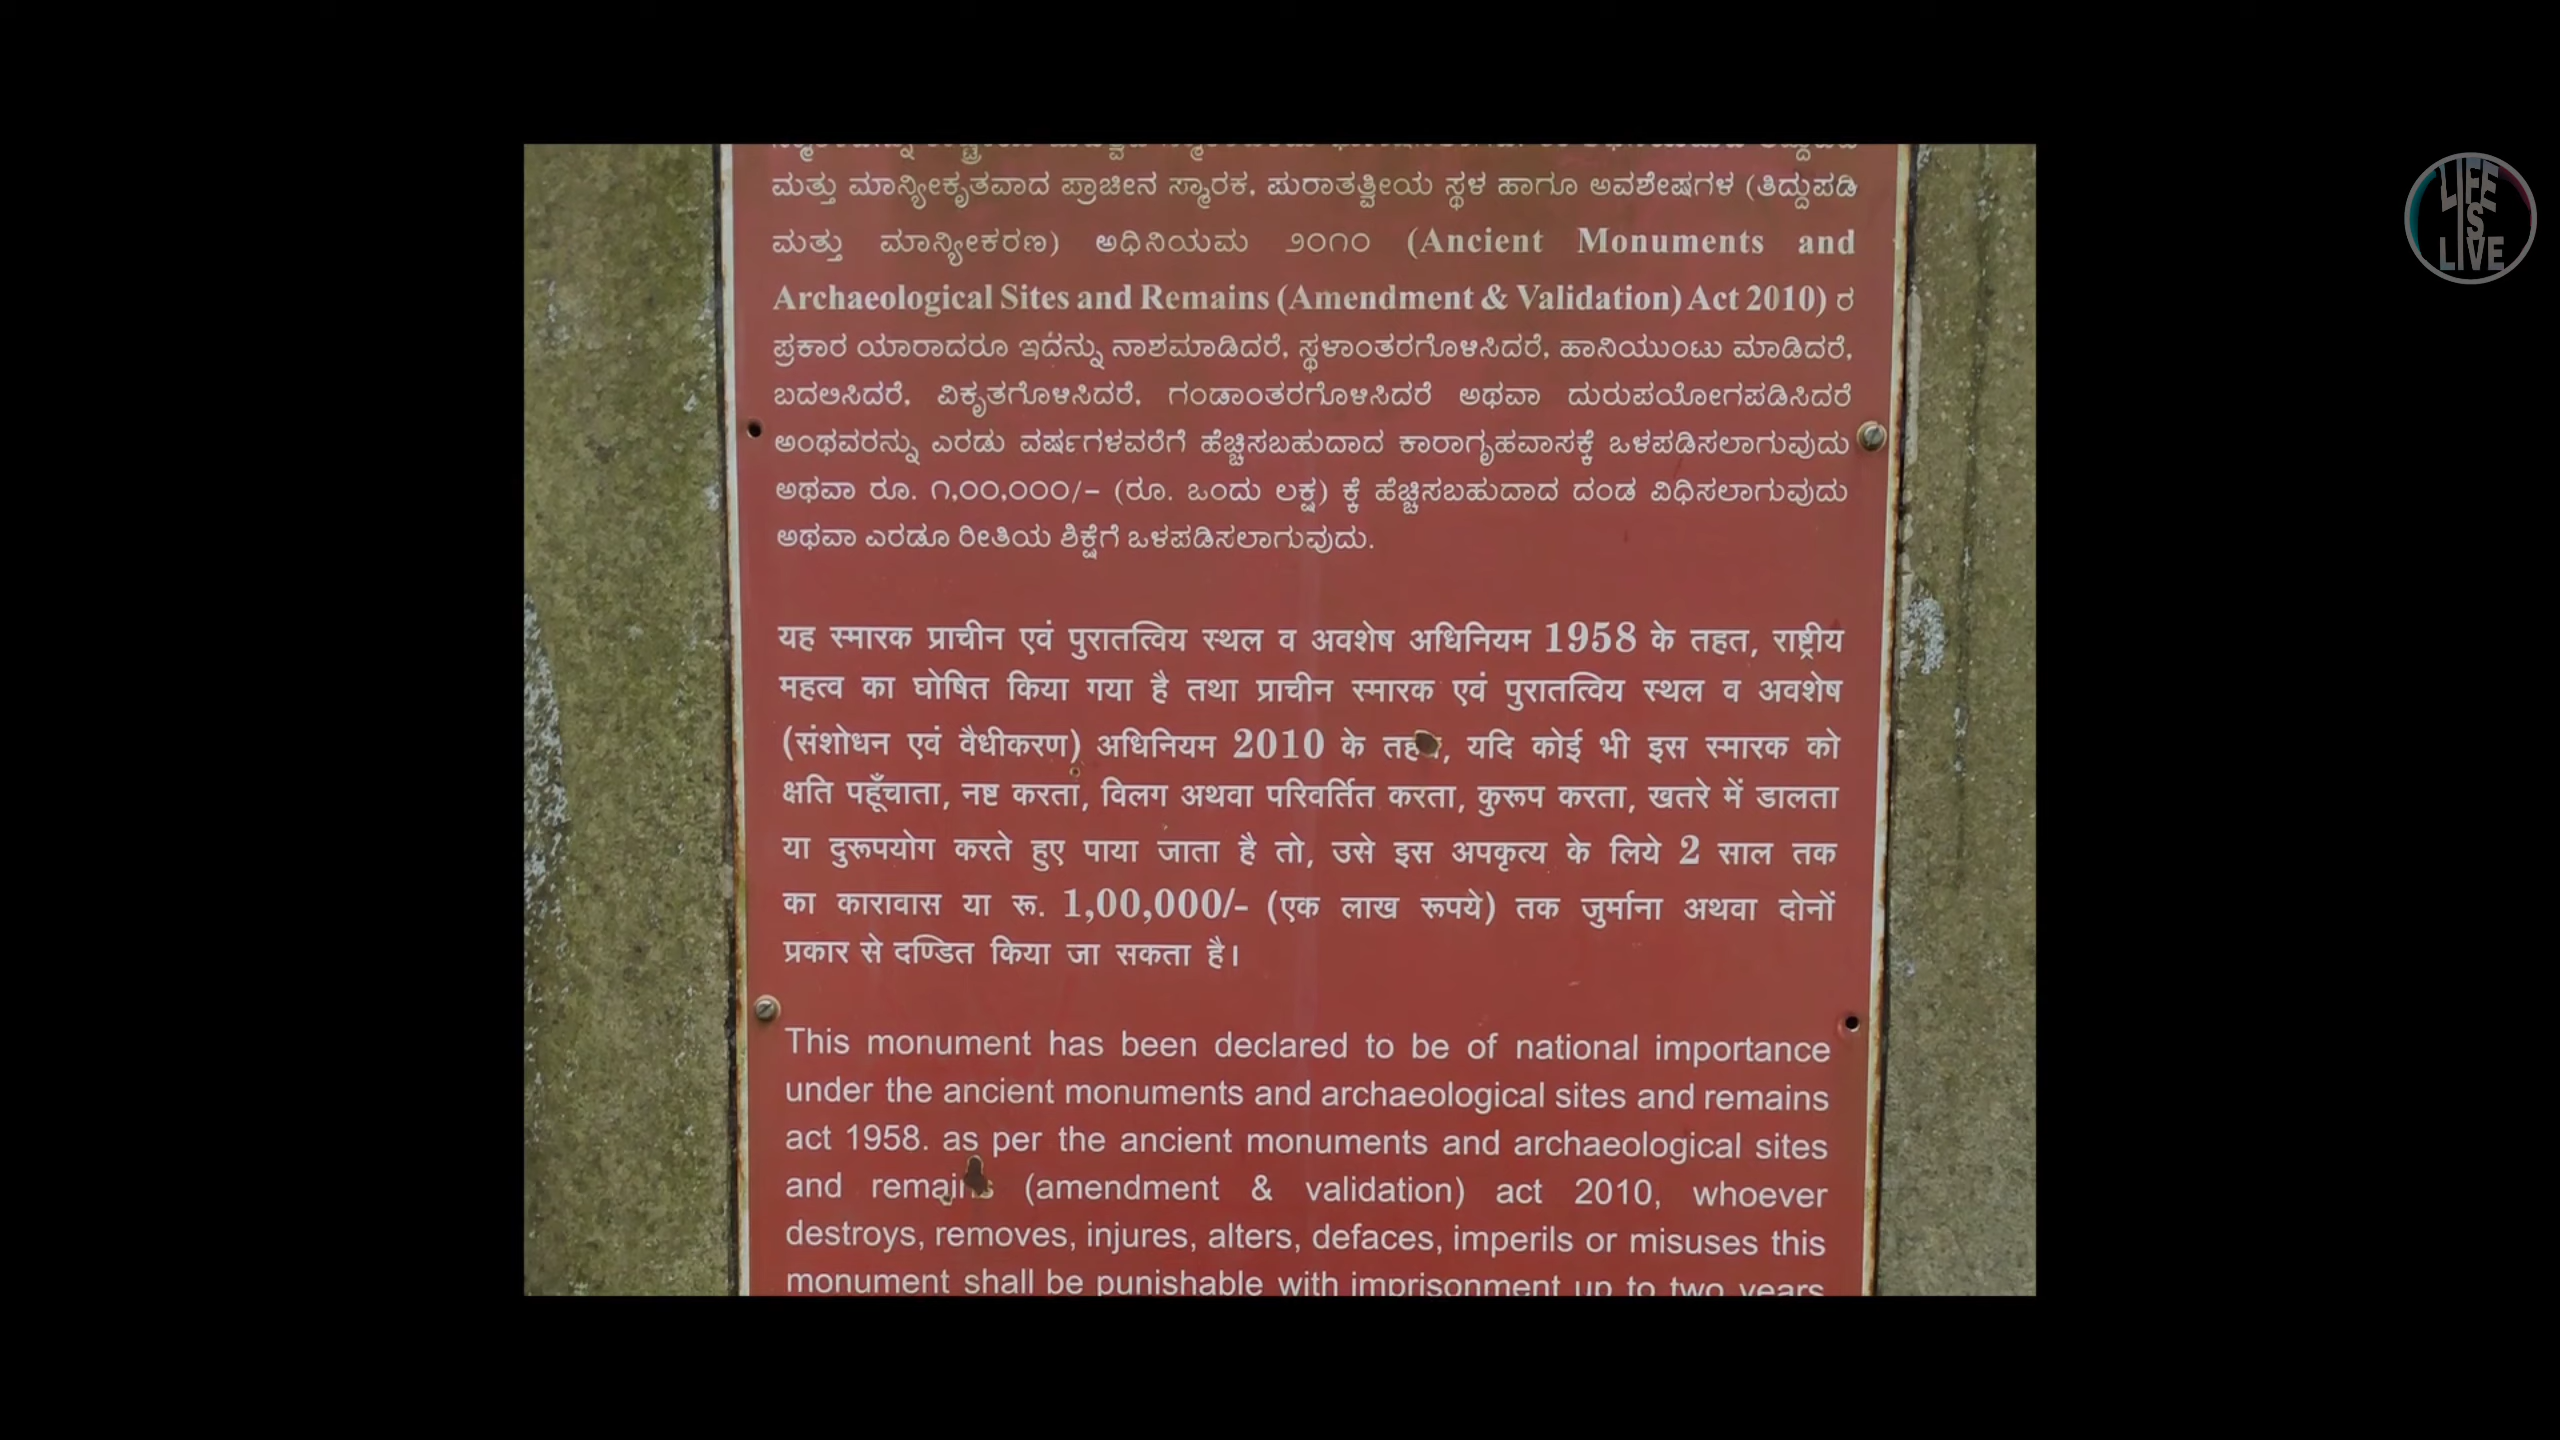 ಮತ್ತು ಮಾನ್ಯೀಕೃತವಾದ ಪ್ರಾಚೀನ ಸ್ಮಾರಕ, ಪುರಾತತ್ವೀಯ ಸ್ಥಳ ಹಾಗೂ ಅವಶೇಷಗಳ (ತಿದ್ದುಪಡಿ
ಮತ್ತು ಮಾನ್ಯೀಕರಣ) ಅಧಿನಿಯಮ ೨೦೧೦ (Ancient Monuments and
Archaeological Sites and Remains (Amendment & Validation) Act 2010) ರ
ಪ್ರಕಾರ ಯಾರಾದರೂ ಇದನ್ನು ನಾಶಮಾಡಿದರೆ, ಸ್ಥಳಾಂತರಗೊಳಿಸಿದರೆ, ಹಾನಿಯುಂಟು ಮಾಡಿದರೆ,
ಬದಲಿಸಿದರೆ, ವಿಕೃತಗೊಳಿಸಿದರೆ, ಗಂಡಾಂತರಗೊಳಿಸಿದರೆ ಅಥವಾ ದುರುಪಯೋಗಪಡಿಸಿದರೆ
ಅಂಥವರನ್ನು ಎರಡು ವರ್ಷಗಳವರೆಗೆ ಹೆಚ್ಚಿಸಬಹುದಾದ ಕಾರಾಗೃಹವಾಸಕ್ಕೆ ಒಳಪಡಿಸಲಾಗುವುದು
ಅಥವಾ ರೂ. ೧,೦೦,೦೦೦/– (ರೂ. ಒಂದು ಲಕ್ಷ) ಕ್ಕೆ ಹೆಚ್ಚಿಸಬಹುದಾದ ದಂಡ ವಿಧಿಸಲಾಗುವುದು
ಅಥವಾ ಎರಡೂ ರೀತಿಯ ಶಿಕ್ಷೆಗೆ ಒಳಪಡಿಸಲಾಗುವುದು.
यह स्मारक प्राचीन एवं पुरातत्विय स्थल व अवशेष अधिनियम 1958 के तहत, राष्ट्रीय
महत्व का घोषित किया गया है तथा प्राचीन स्मारक एवं पुरातत्विय स्थल व अवशेष
(संशोधन एवं वैधीकरण) अधिनियम 2010 के तहत, यदि कोई भी इस स्मारक को
क्षति पहूँचाता, नष्ट करता, विलग अथवा परिवर्तित करता, कुरूप करता, खतरे में डालता
या दुरूपयोग करते हुए पाया जाता है तो, उसे इस अपकृत्य के लिये 2 साल तक
का कारावास या रू. 1,00,000/- (एक लाख रूपये) तक जुर्माना अथवा दोनों
प्रकार से दण्डित किया जा सकता है।
This monument has been declared to be of national importance
under the ancient monuments and archaeological sites and remains
act 1958. as per the ancient monuments and archaeological sites
and remains (amendment & validation) act 2010, whoever
destroys, removes, injures, alters, defaces, imperils or misuses this
monument shall be punishable with imprisonment up to two years
LIFE
IS
LIVE